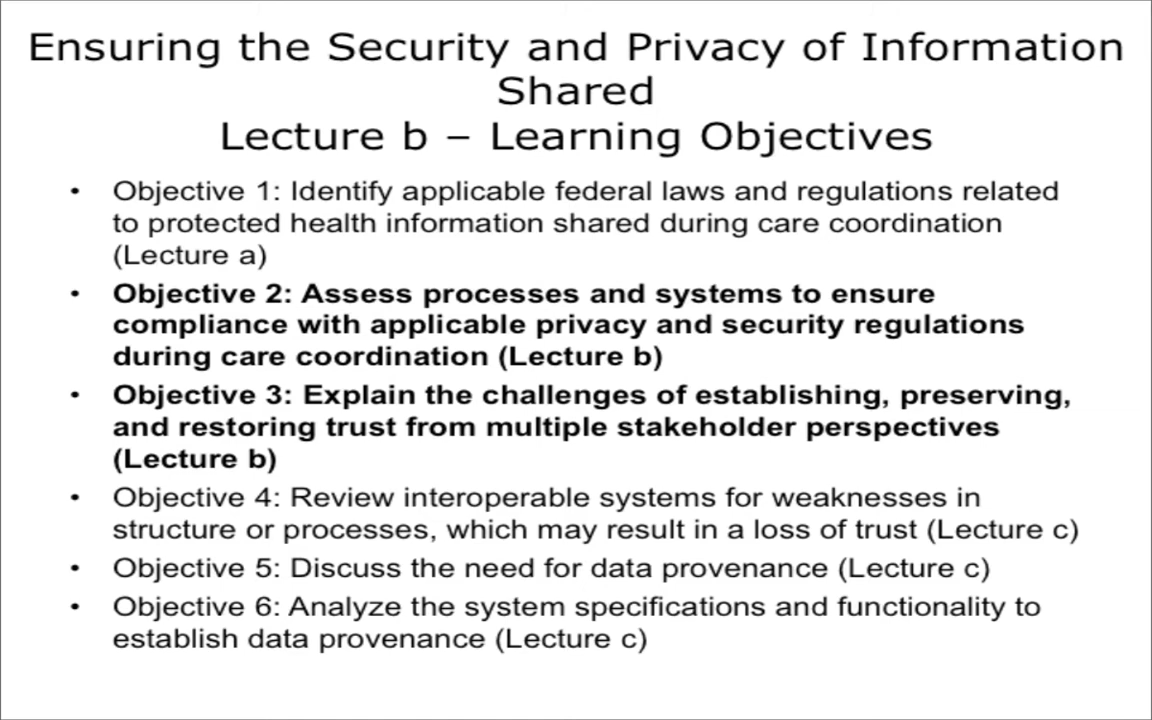 Ensuring the Security and Privacy of Information
Shared
Lecture b – Learning Objectives
• Objective 1: Identify applicable federal laws and regulations related
to protected health information shared during care coordination
(Lecture a)
• Objective 2: Assess processes and systems to ensure
compliance with applicable privacy and security regulations
during care coordination (Lecture b)
• Objective 3: Explain the challenges of establishing, preserving,
and restoring trust from multiple stakeholder perspectives
(Lecture b)
• Objective 4: Review interoperable systems for weaknesses in
structure or processes, which may result in a loss of trust (Lecture c)
• Objective 5: Discuss the need for data provenance (Lecture c)
• Objective 6: Analyze the system specifications and functionality to
establish data provenance (Lecture c)